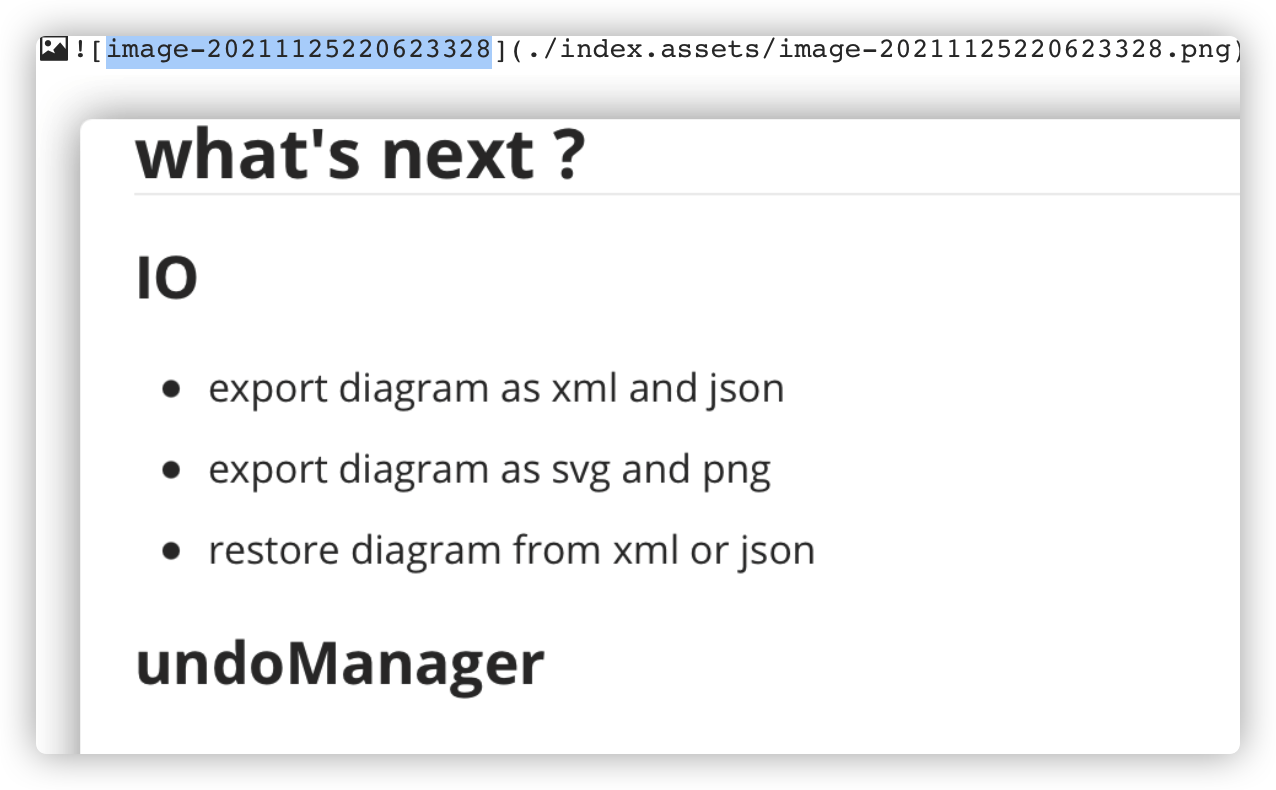 ![image-20211125220623328](./index.assets/image-20211125220623328.png)
what's next ?
IO
• export diagram as xml and json
• export diagram as svg and png
• restore diagram from xml or json
undoManager